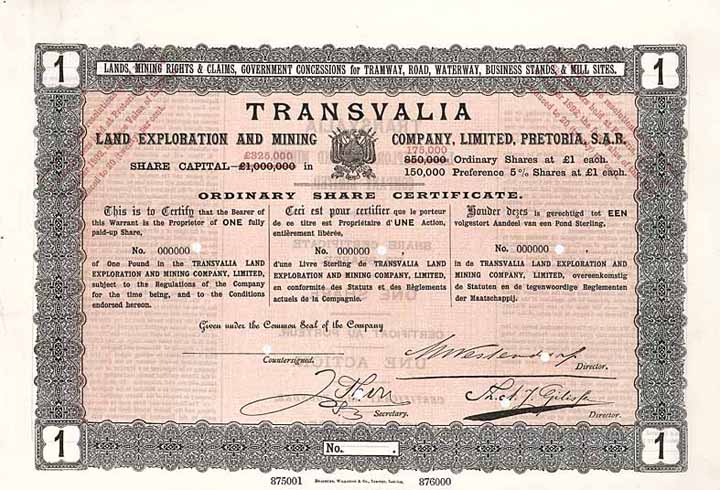 1
1
LANDS, MINING RIGHTS & CLAIMS, GOVERNMENT CONCESSIONS for TRAMWAY, ROAD, WATERWAY, BUSINESS STANDS, & MILL SITES.
TRANSVALIA
LAND EXPLORATION AND MINING COMPANY, LIMITED, PRETORIA, S.A.R.
£325,000 175,000
SHARE CAPITAL £1,000,000 in 850,000 Ordinary Shares at £1 each.
150,000 Preference 5% Shares at £1 each.
ORDINARY SHARE CERTIFICATE.
This is to Certify that the Bearer of
this Warrant is the Proprietor of ONE fully
paid-up Share,
No. 000000
of One Pound in the TRANSVALIA LAND
EXPLORATION AND MINING COMPANY, LIMITED,
subject to the Regulations of the Company
for the time being, and to the Conditions
endorsed hereon.
Ceci est pour certifier que le porteur
de ce titre est Propriétaire d'UNE Action,
entièrement libérée,
No. 000000 ,
d'une Livre Sterling de TRANSVALIA LAND
EXPLORATION AND MINING COMPANY, LIMITED,
en conformité des Statuts et des Règlements
actuels de la Compagnie.
Houder dezes is gerechtigd tot EEN
volgestort Aandeel van een Pond Sterling,
No. 000000 ,
in de TRANSVALIA LAND EXPLORATION AND
MINING COMPANY, LIMITED, overeenkomstig
de Statuten en de tegenwoordige Reglementen
der Maatschappij.
Given under the Common Seal of the Company
Countersigned.
Director.
Secretary.
Director.
1
1
No. .
875001
876000